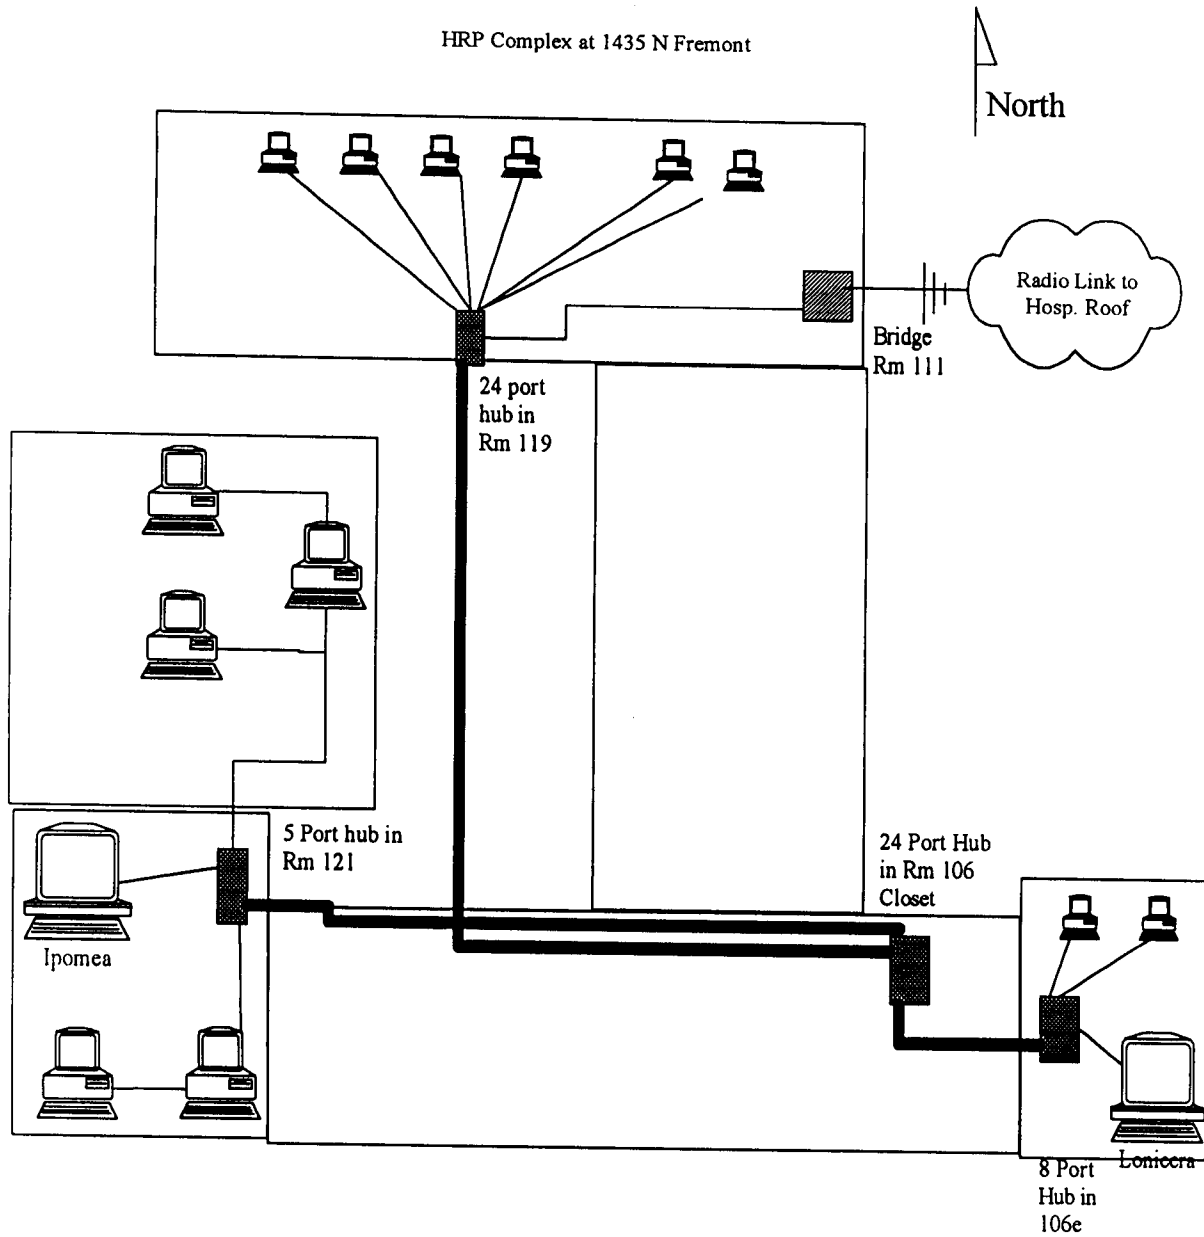 HRP Complex at 1435 N Fremont
North
Radio Link to
Hosp. Roof
Bridge
Rm 111
24 port
hub in
Rm 119
5 Port hub in
Rm 121
24 Port Hub
in Rm 106
Closet
Ipomea
Lonicera
8 Port
Hub in
106e